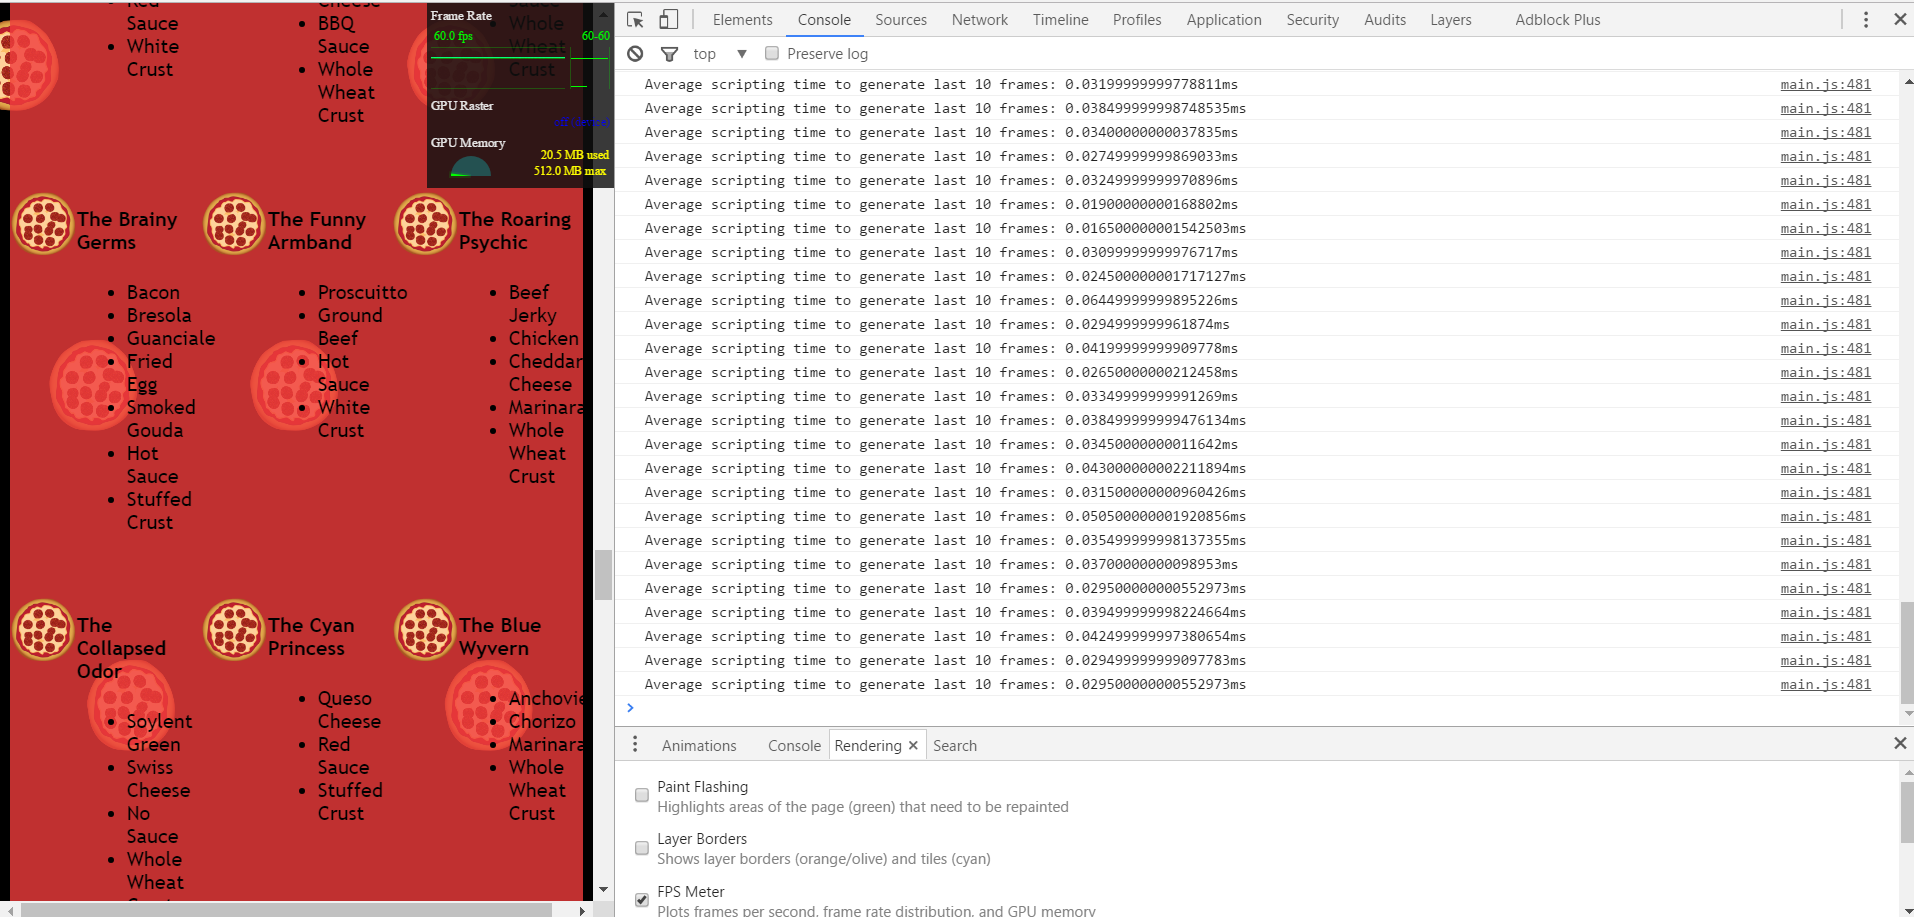 Red
Sauce
White
Crust
Cheese
BBQ
Sauce
Whole
Wheat
Crust
Sauce
Whole
Wheat
Crust
Frame Rate
60.0 fps 60-60
GPU Raster
off (device)
GPU Memory
20.5 MB used
512.0 MB max
The Brainy
Germs
Bacon
Bresola
Guanciale
Fried
Egg
Smoked
Gouda
Hot
Sauce
Stuffed
Crust
The Funny
Armband
Proscuitto
Ground
Beef
Hot
Sauce
White
Crust
The Roaring
Psychic
Beef
Jerky
Chicken
Cheddar
Cheese
Marinara
Whole
Wheat
Crust
The
Collapsed
Odor
Soylent
Green
Swiss
Cheese
No
Sauce
Whole
Wheat
The Cyan
Princess
Queso
Cheese
Red
Sauce
Stuffed
Crust
The Blue
Wyvern
Anchovie
Chorizo
Marinara
Whole
Wheat
Crust
Elements Console Sources Network Timeline Profiles Application Security Audits Layers Adblock Plus
top Preserve log
Average scripting time to generate last 10 frames: 0.03199999999778811ms main.js:481
Average scripting time to generate last 10 frames: 0.038499999998748535ms main.js:481
Average scripting time to generate last 10 frames: 0.03400000000037835ms main.js:481
Average scripting time to generate last 10 frames: 0.02749999999869033ms main.js:481
Average scripting time to generate last 10 frames: 0.03249999999970896ms main.js:481
Average scripting time to generate last 10 frames: 0.01900000000168802ms main.js:481
Average scripting time to generate last 10 frames: 0.016500000001542503ms main.js:481
Average scripting time to generate last 10 frames: 0.03099999999976717ms main.js:481
Average scripting time to generate last 10 frames: 0.024500000001717127ms main.js:481
Average scripting time to generate last 10 frames: 0.06449999999895226ms main.js:481
Average scripting time to generate last 10 frames: 0.0294999999961874ms main.js:481
Average scripting time to generate last 10 frames: 0.04199999999909778ms main.js:481
Average scripting time to generate last 10 frames: 0.02650000000212458ms main.js:481
Average scripting time to generate last 10 frames: 0.03349999999991269ms main.js:481
Average scripting time to generate last 10 frames: 0.038499999999476134ms main.js:481
Average scripting time to generate last 10 frames: 0.03450000000011642ms main.js:481
Average scripting time to generate last 10 frames: 0.043000000002211894ms main.js:481
Average scripting time to generate last 10 frames: 0.031500000000960426ms main.js:481
Average scripting time to generate last 10 frames: 0.050500000001920856ms main.js:481
Average scripting time to generate last 10 frames: 0.035499999998137355ms main.js:481
Average scripting time to generate last 10 frames: 0.03700000000098953ms main.js:481
Average scripting time to generate last 10 frames: 0.029500000000552973ms main.js:481
Average scripting time to generate last 10 frames: 0.039499999998224664ms main.js:481
Average scripting time to generate last 10 frames: 0.042499999997380654ms main.js:481
Average scripting time to generate last 10 frames: 0.029499999999097783ms main.js:481
Average scripting time to generate last 10 frames: 0.029500000000552973ms main.js:481
Animations Console Rendering Search
Paint Flashing
Highlights areas of the page (green) that need to be repainted
Layer Borders
Shows layer borders (orange/olive) and tiles (cyan)
FPS Meter
Plots frames per second, frame rate distribution, and GPU memory